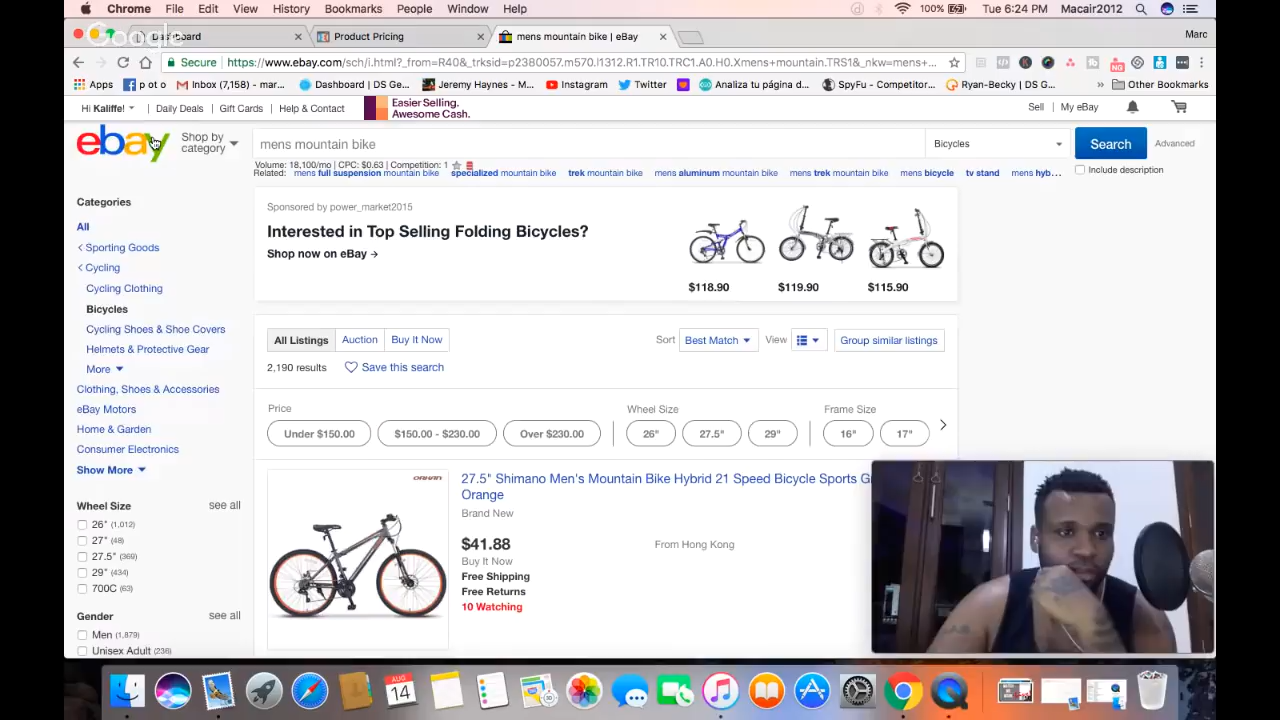 Chrome File Edit View History Bookmarks People Window Help 100% Tue 6:24 PM Macair2012
Google
Dashboard
Product Pricing
mens mountain bike | eBay
Marc
Secure https://www.ebay.com/sch/i.html?_from=R40&_trksid=p2380057.m570.l1312.R1.TR10.TRC1.A0.H0.Xmens+mountain.TRS1&_nkw=mens+...
Apps p o t o Inbox (7,158) - mar... Dashboard | DS Ge... Jeremy Haynes - M... Instagram Twitter Analiza tu página d... SpyFu - Competitor... Ryan-Becky | DS G... » Other Bookmarks
Hi Kaliffe! Daily Deals Gift Cards Help & Contact
Easier Selling.
Awesome Cash.
Sell My eBay
ebay
Shop by
category
mens mountain bike
Bicycles
Search
Advanced
Volume: 18,100/mo | CPC: $0.63 | Competition: 1
Include description
Related: mens full suspension mountain bike specialized mountain bike trek mountain bike mens aluminum mountain bike mens trek mountain bike mens bicycle tv stand mens hyb...
Categories
All
Sporting Goods
Cycling
Cycling Clothing
Bicycles
Cycling Shoes & Shoe Covers
Helmets & Protective Gear
More
Clothing, Shoes & Accessories
eBay Motors
Home & Garden
Consumer Electronics
Show More
Wheel Size see all
26" (1,012)
27" (48)
27.5" (369)
29" (434)
700C (63)
Gender see all
Men (1,879)
Unisex Adult (236)
Sponsored by power_market2015
Interested in Top Selling Folding Bicycles?
Shop now on eBay →
$118.90 $119.90 $115.90
All Listings Auction Buy It Now
Sort Best Match View Group similar listings
2,190 results Save this search
Price
Under $150.00 $150.00 - $230.00 Over $230.00
Wheel Size
26" 27.5" 29"
Frame Size
16" 17"
27.5" Shimano Men's Mountain Bike Hybrid 21 Speed Bicycle Sports G
Orange
Brand New
$41.88
From Hong Kong
Buy It Now
Free Shipping
Free Returns
10 Watching
AUG
14